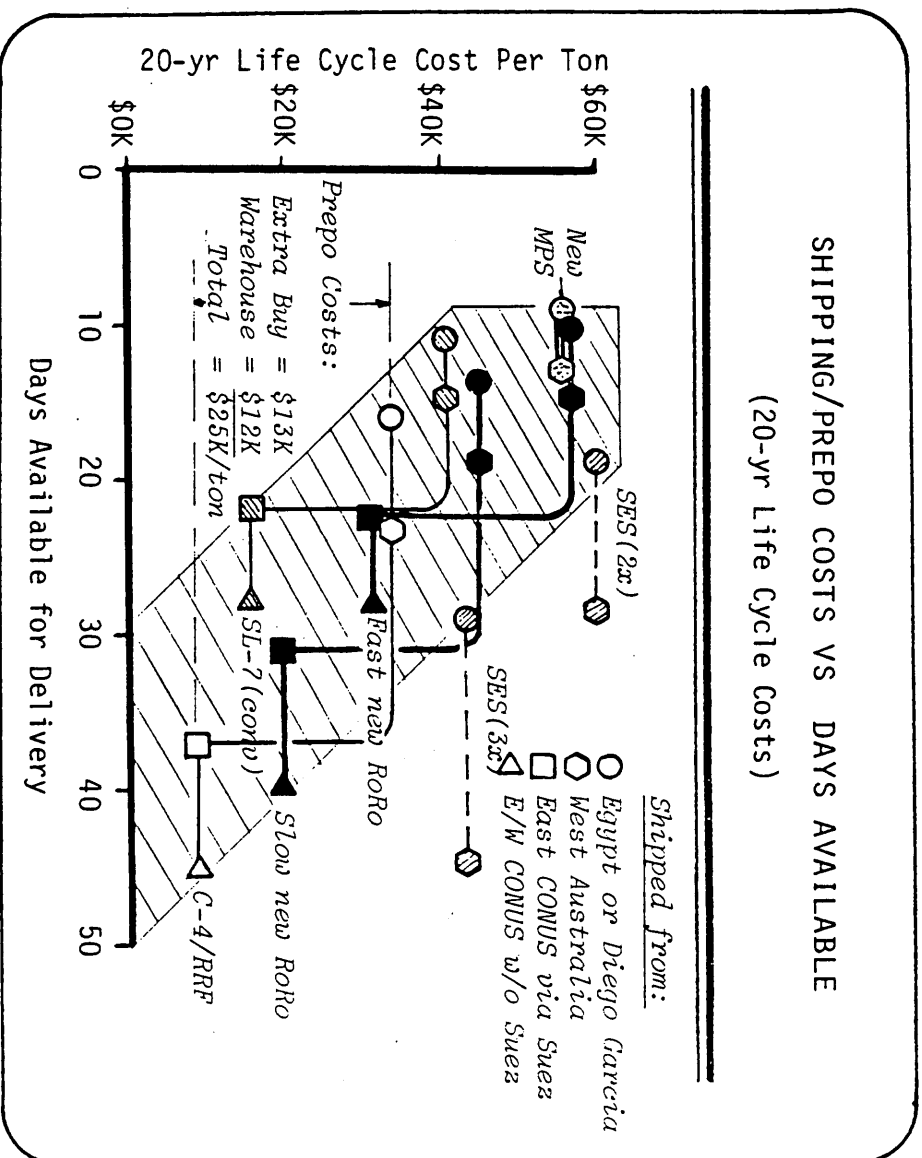 SHIPPING/PREPO COSTS VS DAYS AVAILABLE
(20-yr Life Cycle Costs)
20-yr Life Cycle Cost Per Ton
$60K
$40K
$20K
$0K
0
10
20
30
40
50
Days Available for Delivery
Shipped from:
Egypt or Diego Garcia
West Australia
East CONUS via Suez
E/W CONUS w/o Suez
New
MPS
SES(2x)
SES(3x)
Prepo Costs:
Extra Buy = $13K
Warehouse = $12K
Total = $25K/ton
Fast new RoRo
SL-7(conv)
Slow new RoRo
C-4/RRF